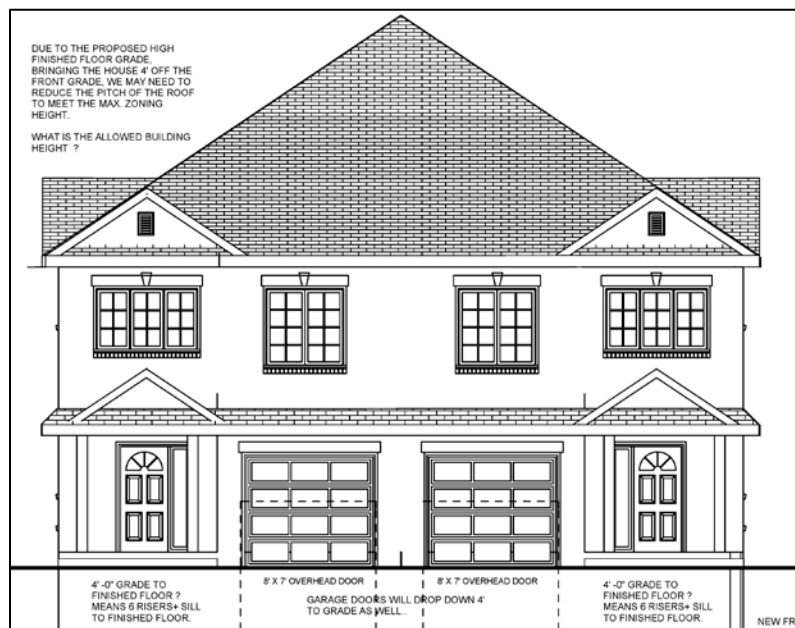 DUE TO THE PROPOSED HIGH
FINISHED FLOOR GRADE,
BRINGING THE HOUSE 4' OFF THE
FRONT GRADE, WE MAY NEED TO
REDUCE THE PITCH OF THE ROOF
TO MEET THE MAX. ZONING
HEIGHT.
WHAT IS THE ALLOWED BUILDING
HEIGHT ?
4' -0" GRADE TO
FINISHED FLOOR ?
MEANS 6 RISERS+ SILL
TO FINISHED FLOOR.
8' X 7' OVERHEAD DOOR
8' X 7' OVERHEAD DOOR
GARAGE DOORS WILL DROP DOWN 4'
TO GRADE AS WELL..
4' -0" GRADE TO
FINISHED FLOOR ?
MEANS 6 RISERS+ SILL
TO FINISHED FLOOR.
NEW FR